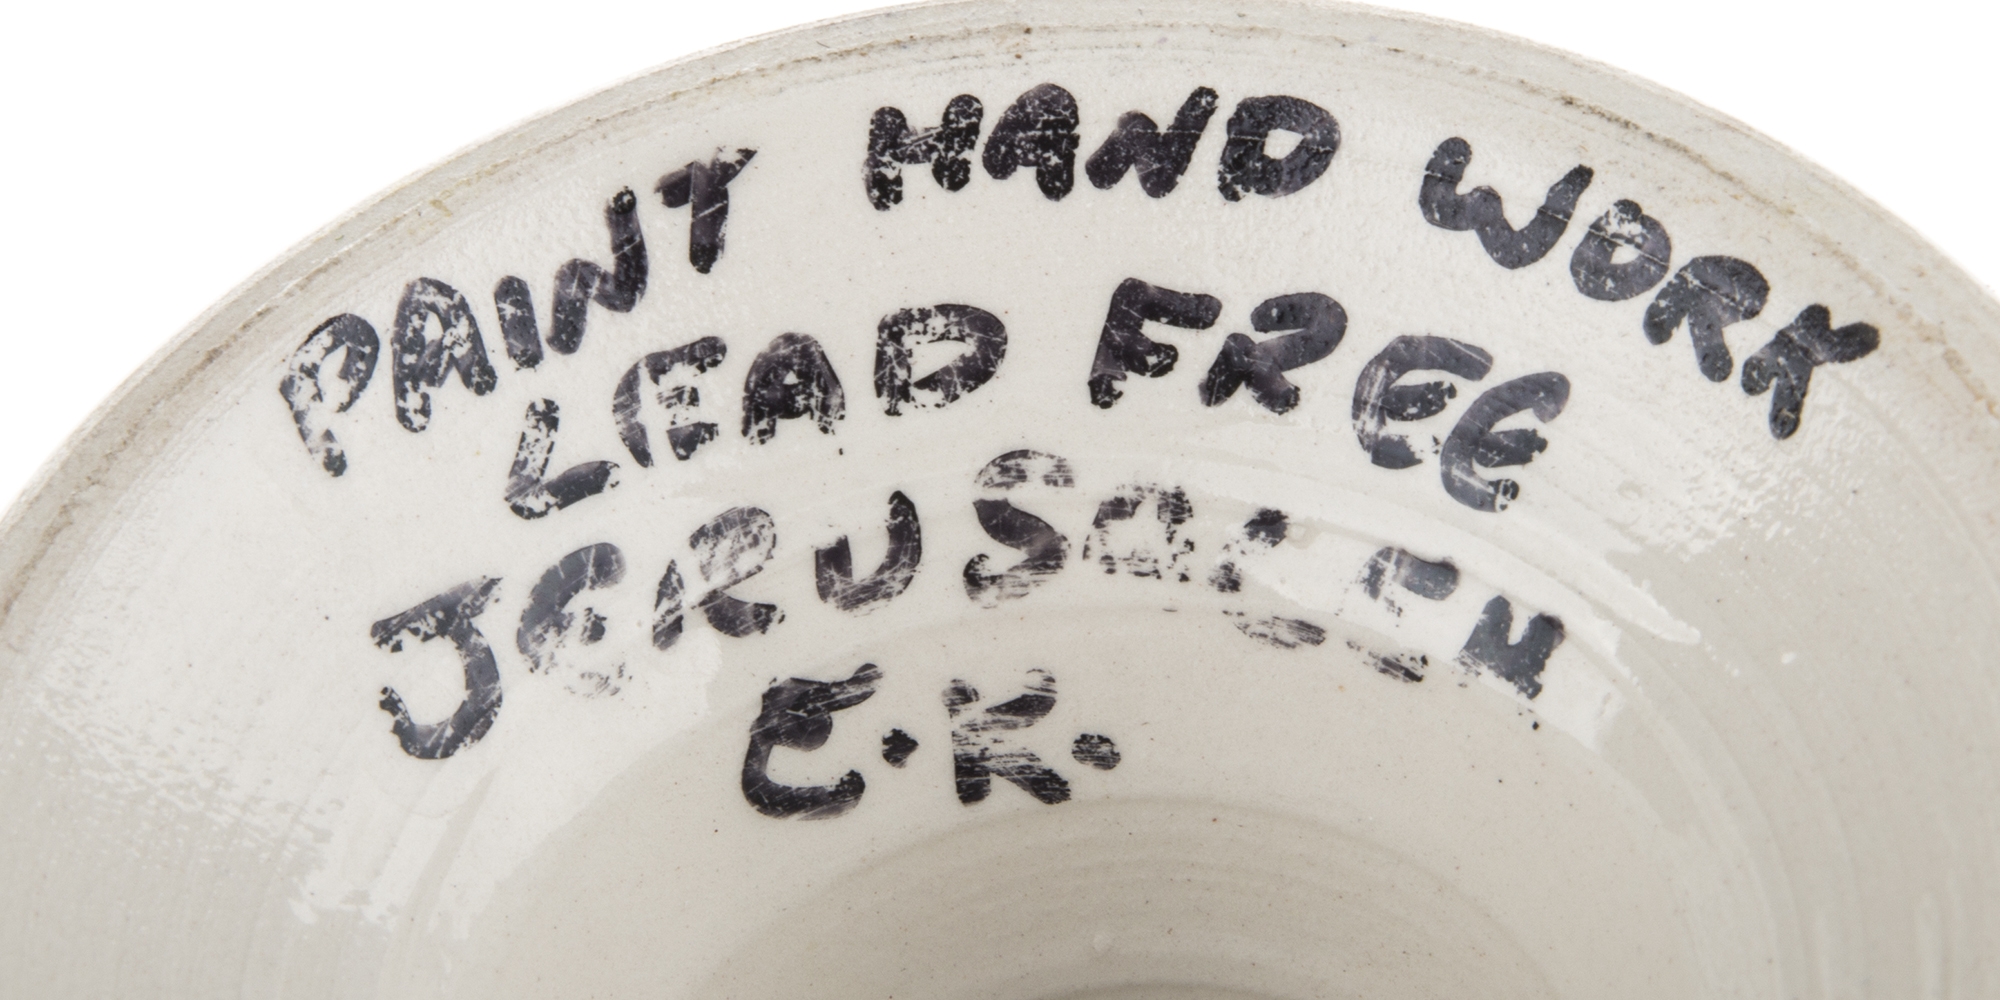 PAINT HAND WORK
LEAD FREE
JERUSALEM
E.K.